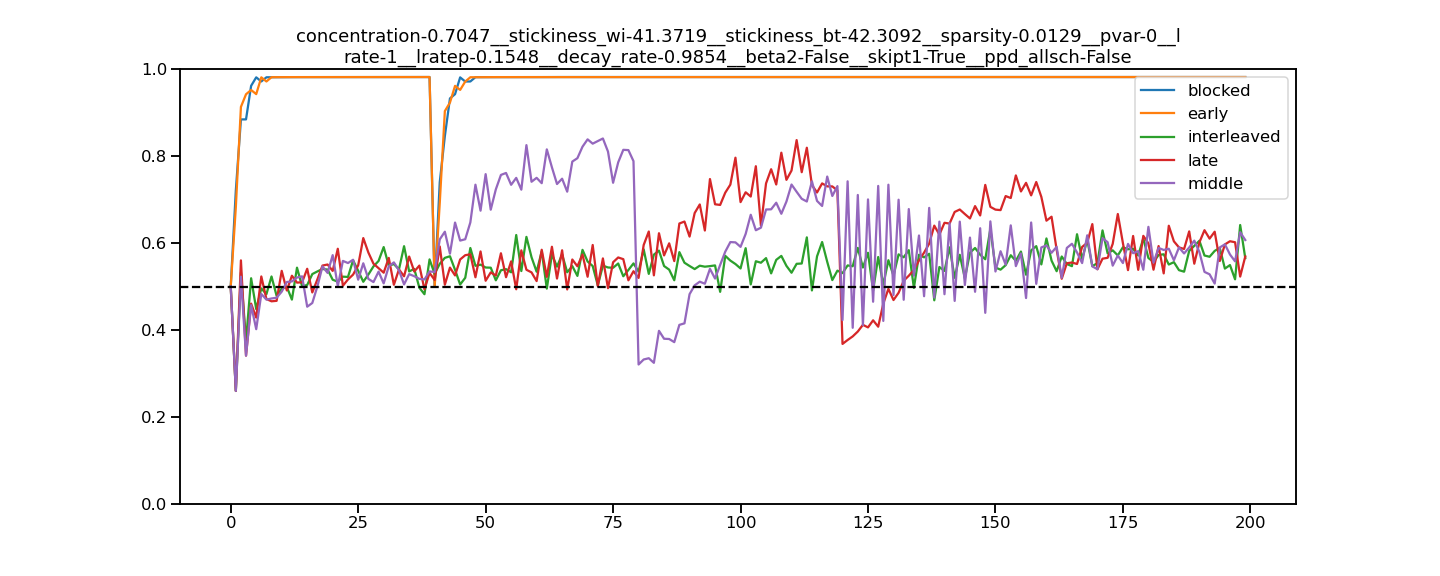 concentration-0.7047__stickiness_wi-41.3719__stickiness_bt-42.3092__sparsity-0.0129__pvar-0__l
rate-1__lratep-0.1548__decay_rate-0.9854__beta2-False__skipt1-True__ppd_allsch-False
1.0
0.8
0.6
0.4
0.2
0.0
blocked
early
interleaved
late
middle
0 25 50 75 100 125 150 175 200